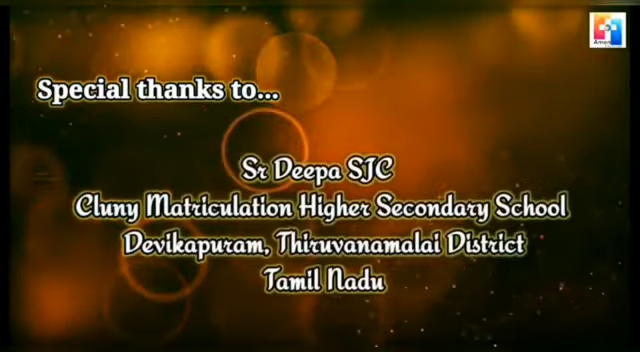 Special thanks to...
Sr Deepa SJC
Cluny Matriculation Higher Secondary School
Devikapuram, Thiruvanamalai District
Tamil Nadu